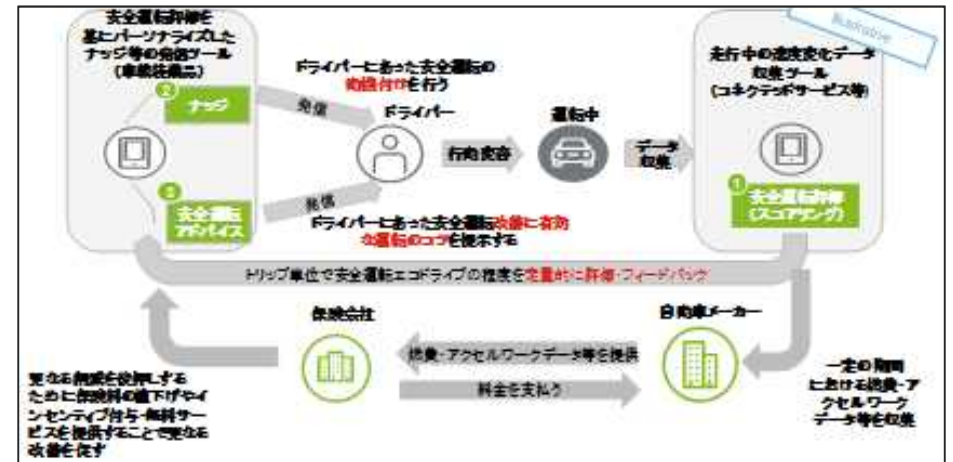 安全運転評価を
基にパーソナライズした
ナッジ等の発信ツール
(車載従属品)
2
ナッジ
3
安全運転
アドバイス
ドライバーにあった安全運転の
動機付けを行う
発信
ドライバー
行動変容
運転中
データ
収集
発信
ドライバーにあった安全運転改善に有効
な運転のコツを提示する
Illustrative
走行中の速度変化データ
収集ツール
(コネクテッドサービス等)
1
安全運転評価
(スコアリング)
トリップ単位で安全運転エコドライブの程度を定量的に評価・フィードバック
保険会社
自動車メーカー
燃費・アクセルワークデータ等を提供
料金を支払う
更なる削減を後押しする
ために保険料の値下げやイ
ンセンティブ付与・無料サー
ビスを提供することで更なる
改善を促す
一定の期間
における燃費・ア
クセルワーク
データ等を収集